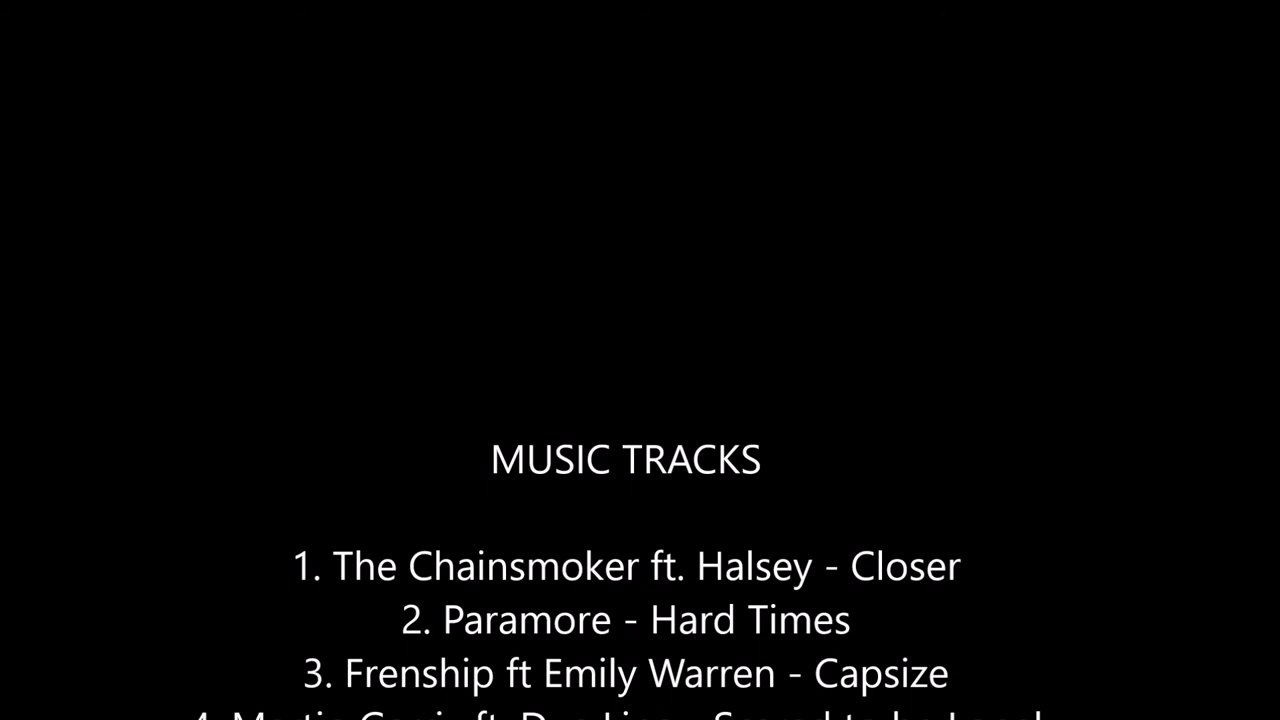 MUSIC TRACKS
1. The Chainsmoker ft. Halsey - Closer
2. Paramore - Hard Times
3. Frenship ft Emily Warren - Capsize